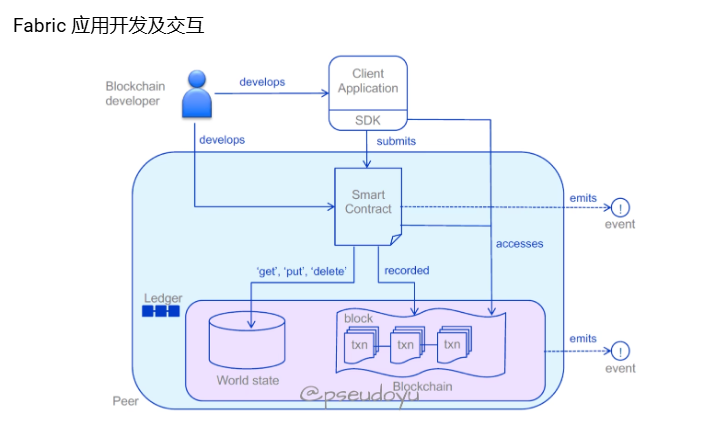 Fabric 应用开发及交互
Blockchain
developer
develops
Client
Application
SDK
develops
submits
Smart
Contract
emits
!
event
accesses
'get', 'put', 'delete'
recorded
Ledger
block
txn
txn
txn
World state
Blockchain
emits
!
event
Peer
@pseudoyu